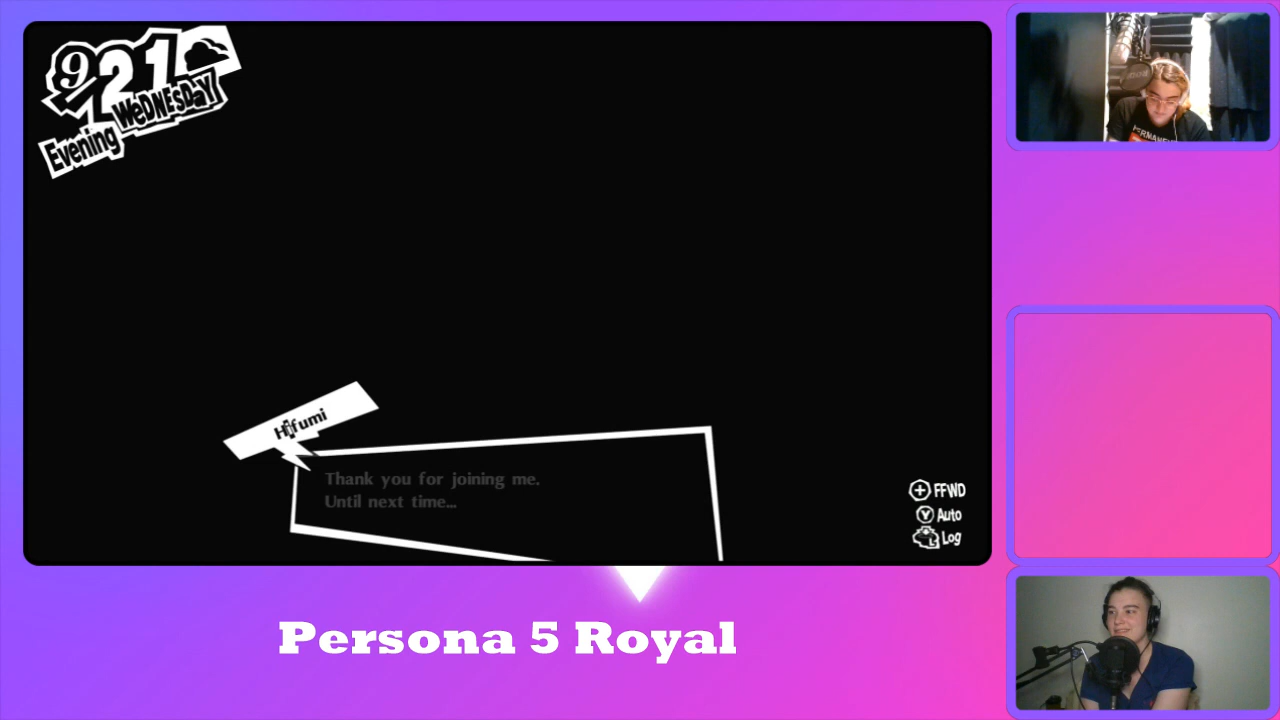 9/21
WeDNESDaY
Evening
Hifumi
Thank you for joining me.
Until next time...
+ FFWD
Y Auto
L Log
Persona 5 Royal
PERMANE